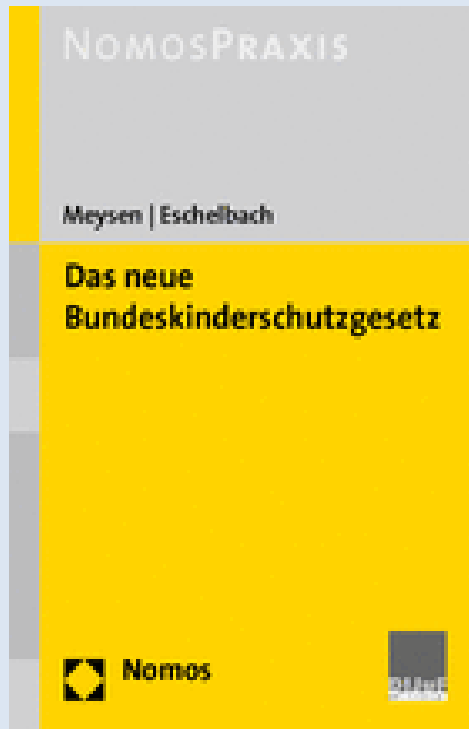 NOMOSPRAXIS
Meysen | Eschelbach
Das neue
Bundeskinderschutzgesetz
Nomos